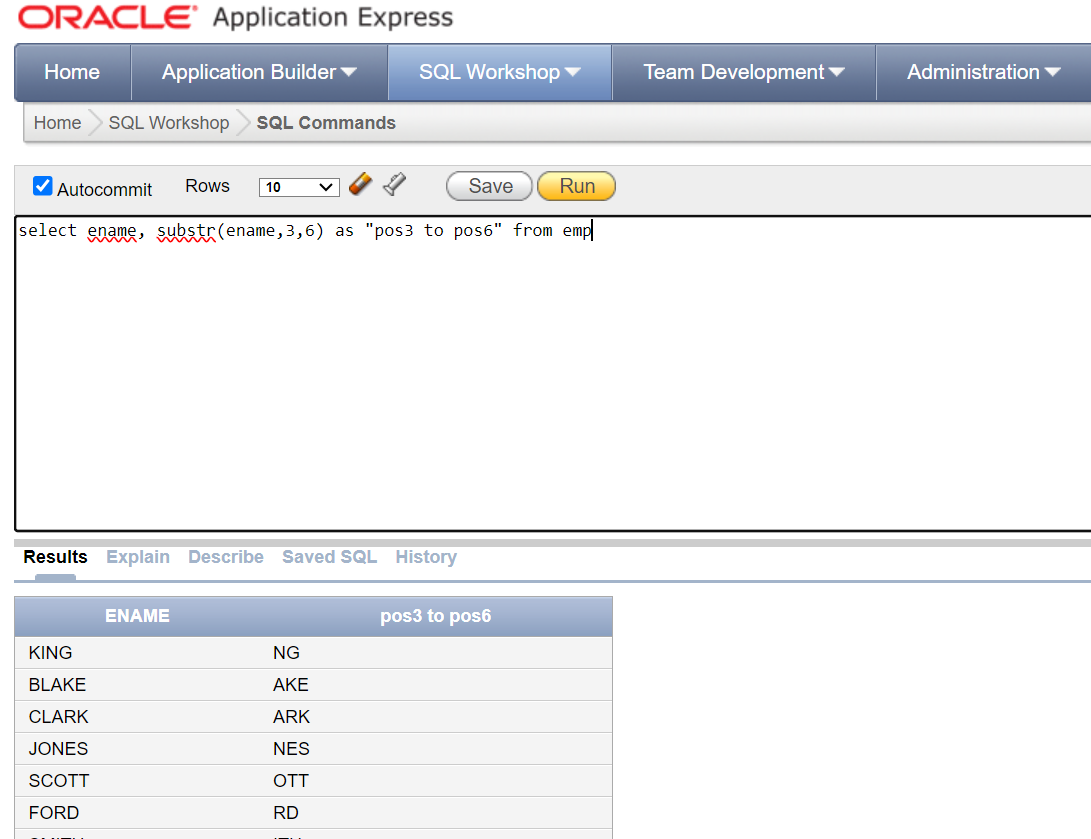 ORACLE® Application Express
Home Application Builder SQL Workshop Team Development Administration
Home SQL Workshop SQL Commands
Autocommit Rows 10 Save Run
select ename, substr(ename,3,6) as "pos3 to pos6" from emp
Results Explain Describe Saved SQL History
ENAME pos3 to pos6
KING NG
BLAKE AKE
CLARK ARK
JONES NES
SCOTT OTT
FORD RD